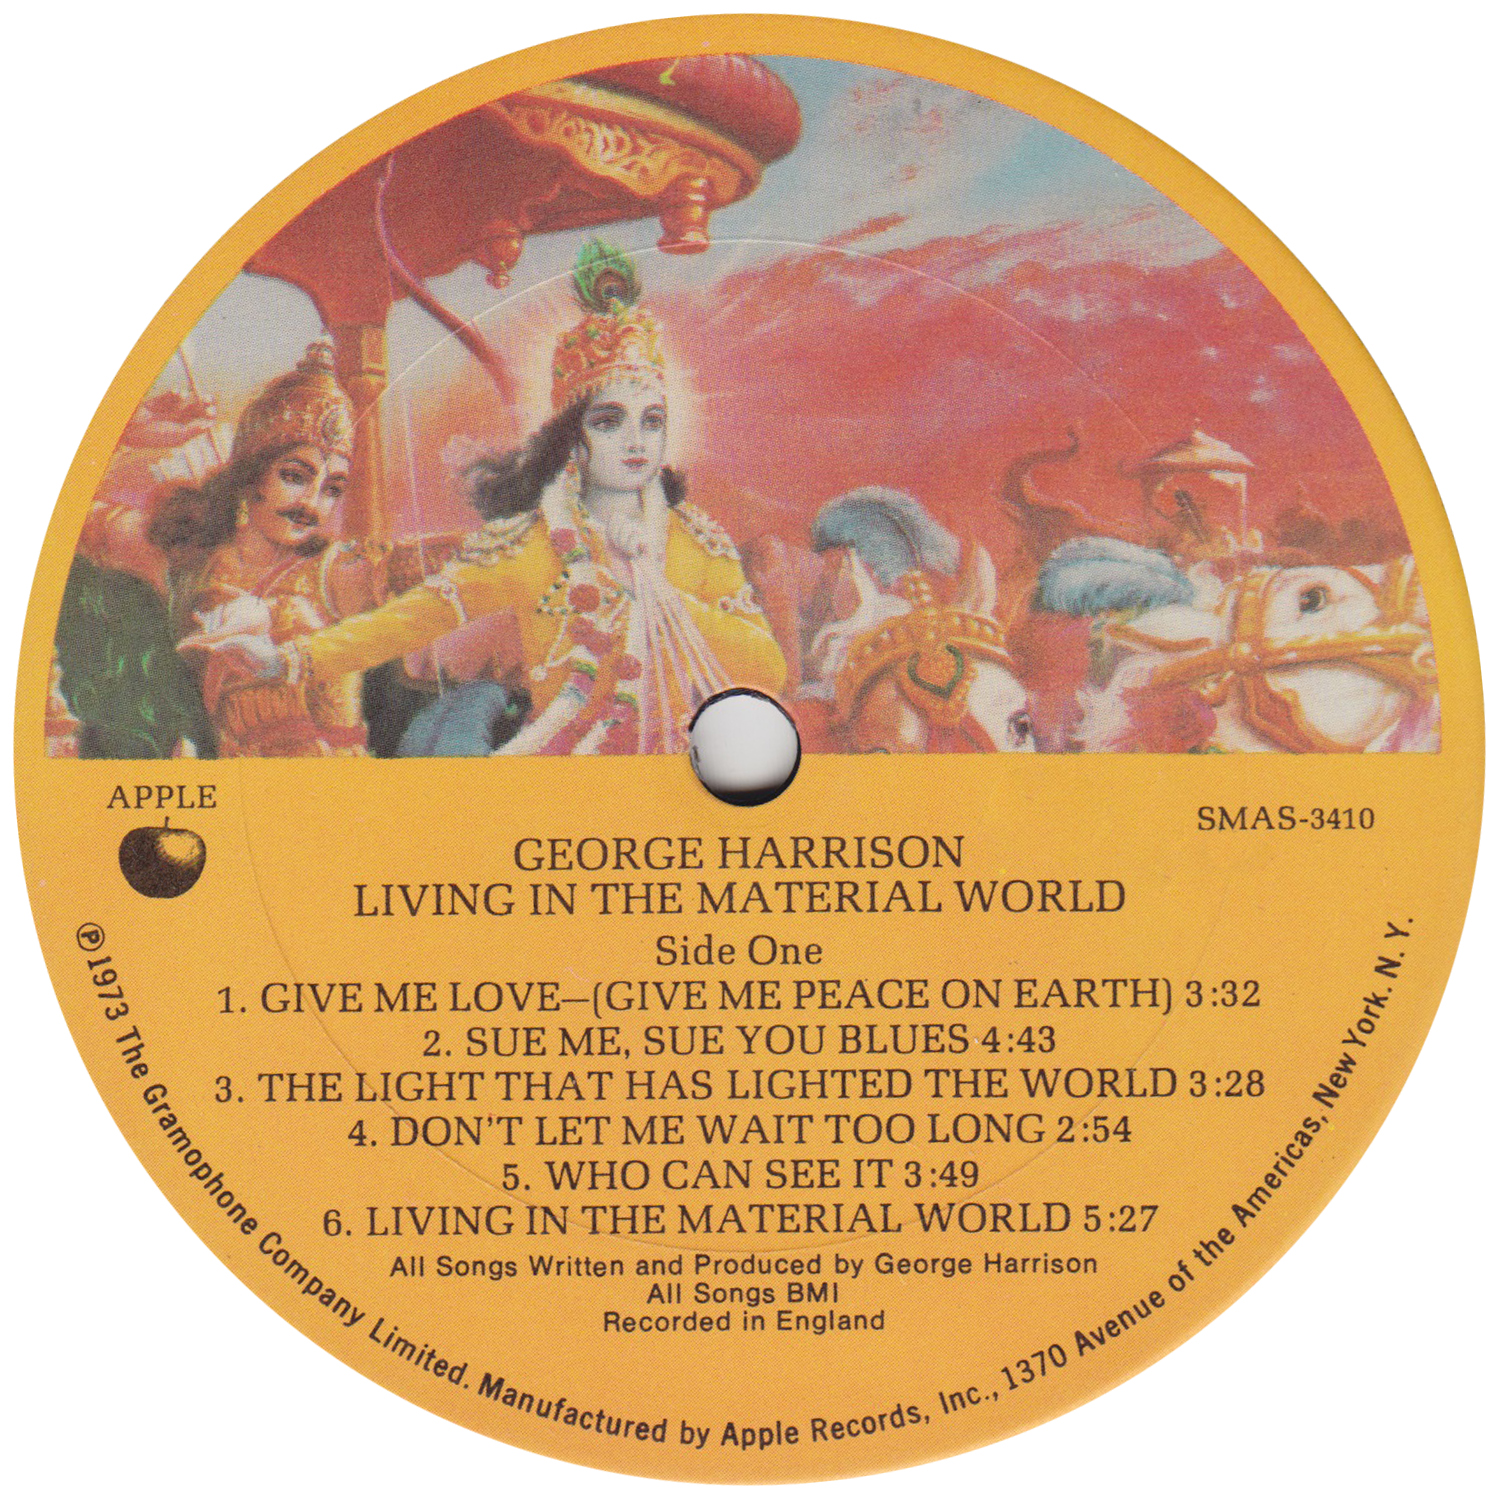 APPLE
SMAS-3410
GEORGE HARRISON
LIVING IN THE MATERIAL WORLD
Side One
1. GIVE ME LOVE—(GIVE ME PEACE ON EARTH) 3:32
2. SUE ME, SUE YOU BLUES 4:43
3. THE LIGHT THAT HAS LIGHTED THE WORLD 3:28
4. DON'T LET ME WAIT TOO LONG 2:54
5. WHO CAN SEE IT 3:49
6. LIVING IN THE MATERIAL WORLD 5:27
All Songs Written and Produced by George Harrison
All Songs BMI
Recorded in England
℗1973 The Gramophone Company Limited. Manufactured by Apple Records, Inc., 1370 Avenue of the Americas, New York. N. Y.